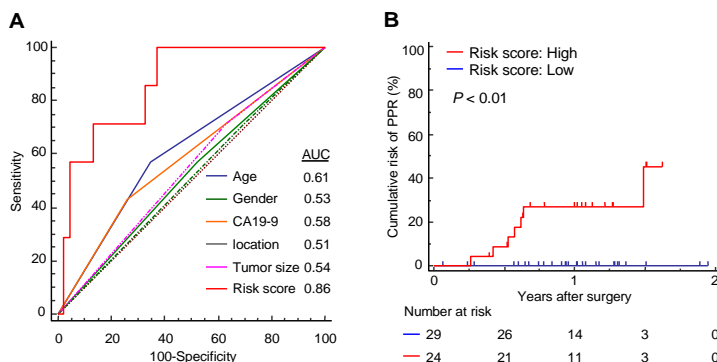 A
100
80
60
40
20
0
Sensitivity
0 20 40 60 80 100
100-Specificity
AUC
Age 0.61
Gender 0.53
CA19-9 0.58
location 0.51
Tumor size 0.54
Risk score 0.86
B
100
80
60
40
20
0
Cumulative risk of PPR (%)
Risk score: High
Risk score: Low
P < 0.01
0 1 2
Years after surgery
Number at risk
29 26 14 3 0
24 21 11 3 0